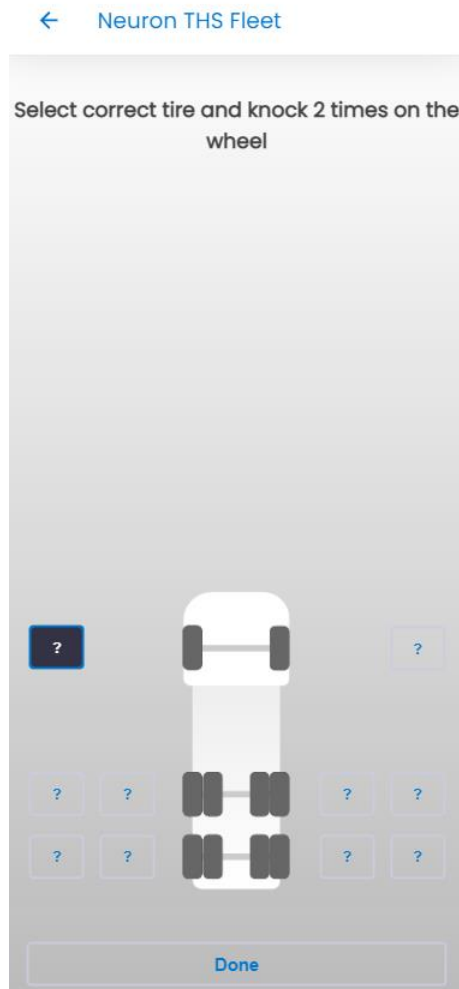 ← Neuron THS Fleet
Select correct tire and knock 2 times on the
wheel
? ?
? ? ? ?
? ? ? ?
Done